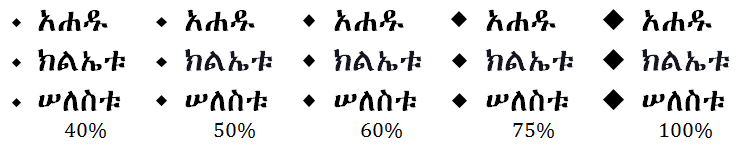 ◆ አሐዱ ◆ አሐዱ ◆ አሐዱ ◆ አሐዱ ◆ አሐዱ
◆ ክልኤቱ ◆ ክልኤቱ ◆ ክልኤቱ ◆ ክልኤቱ ◆ ክልኤቱ
◆ ሠለስቱ ◆ ሠለስቱ ◆ ሠለስቱ ◆ ሠለስቱ ◆ ሠለስቱ
40% 50% 60% 75% 100%